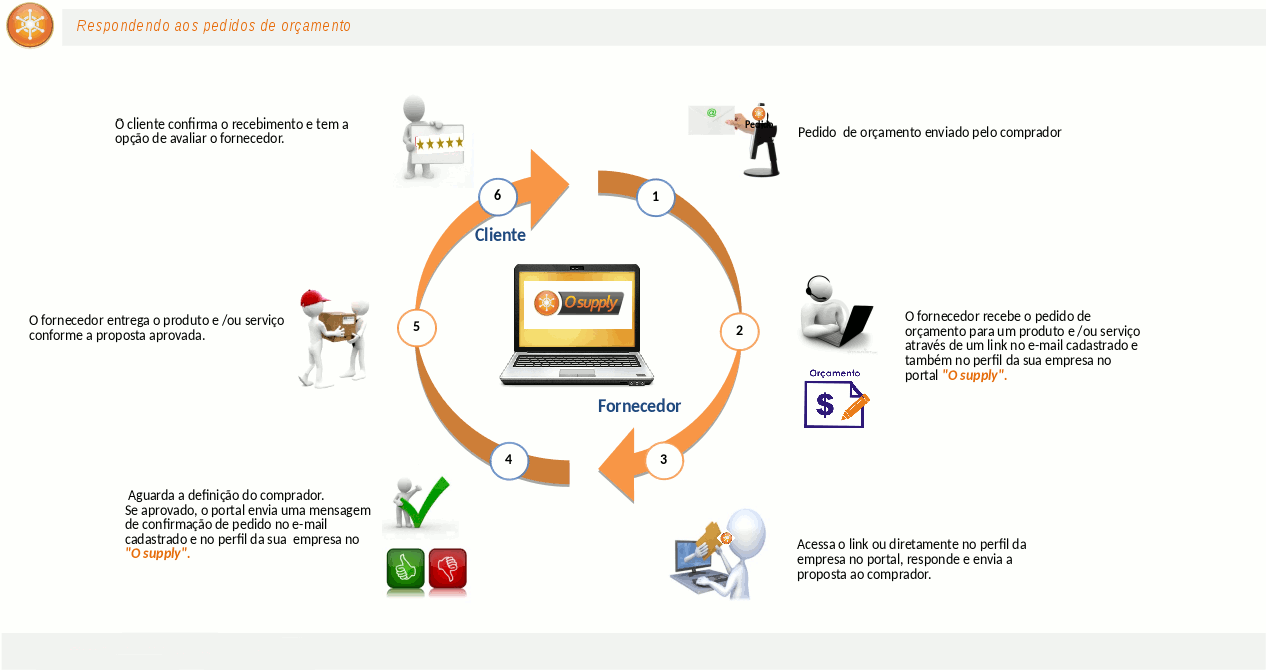 Respondendo aos pedidos de orçamento
O cliente confirma o recebimento e tem a
opção de avaliar o fornecedor.
@
Pedido de orçamento enviado pelo comprador
6
1
Cliente
O supply
O fornecedor entrega o produto e /ou serviço
conforme a proposta aprovada.
5
2
O fornecedor recebe o pedido de
orçamento para um produto e /ou serviço
através de um link no e-mail cadastrado e
também no perfil da sua empresa no
portal "O supply".
Orçamento
$
Fornecedor
4
3
Aguarda a definição do comprador.
Se aprovado, o portal envia uma mensagem
de confirmação de pedido no e-mail
cadastrado e no perfil da sua empresa no
"O supply".
Acessa o link ou diretamente no perfil da
empresa no portal, responde e envia a
proposta ao comprador.